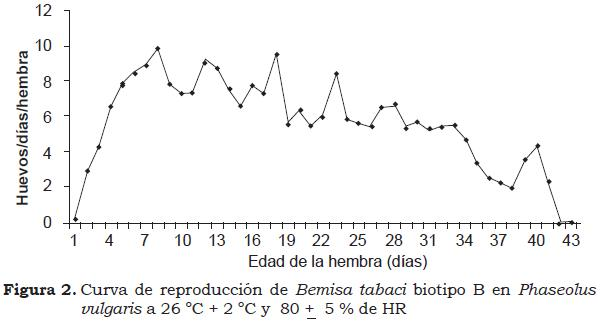 Huevos/días/hembra
12
10
8
6
4
2
0
1 4 7 10 13 16 19 22 25 28 31 34 37 40 43
Edad de la hembra (días)
Figura 2. Curva de reproducción de Bemisa tabaci biotipo B en Phaseolus
vulgaris a 26 °C + 2 °C y 80 ± 5 % de HR